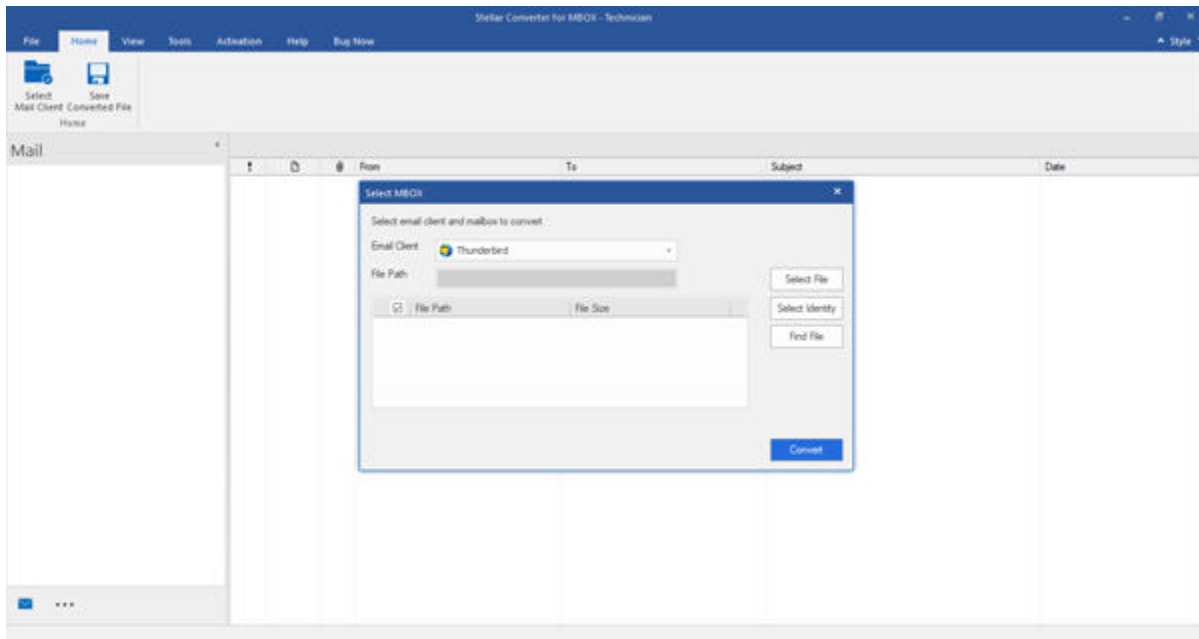 Stellar Converter for MBOX - Technician
File Home View Tools Activation Help Buy Now Style
Select Mail Client
Save Converted File
Home
Mail
From To Subject Date
Select MBOX
Select email client and mailbox to convert
Email Client Thunderbird
File Path
Select File
File Path File Size
Select Identity
Find File
Convert